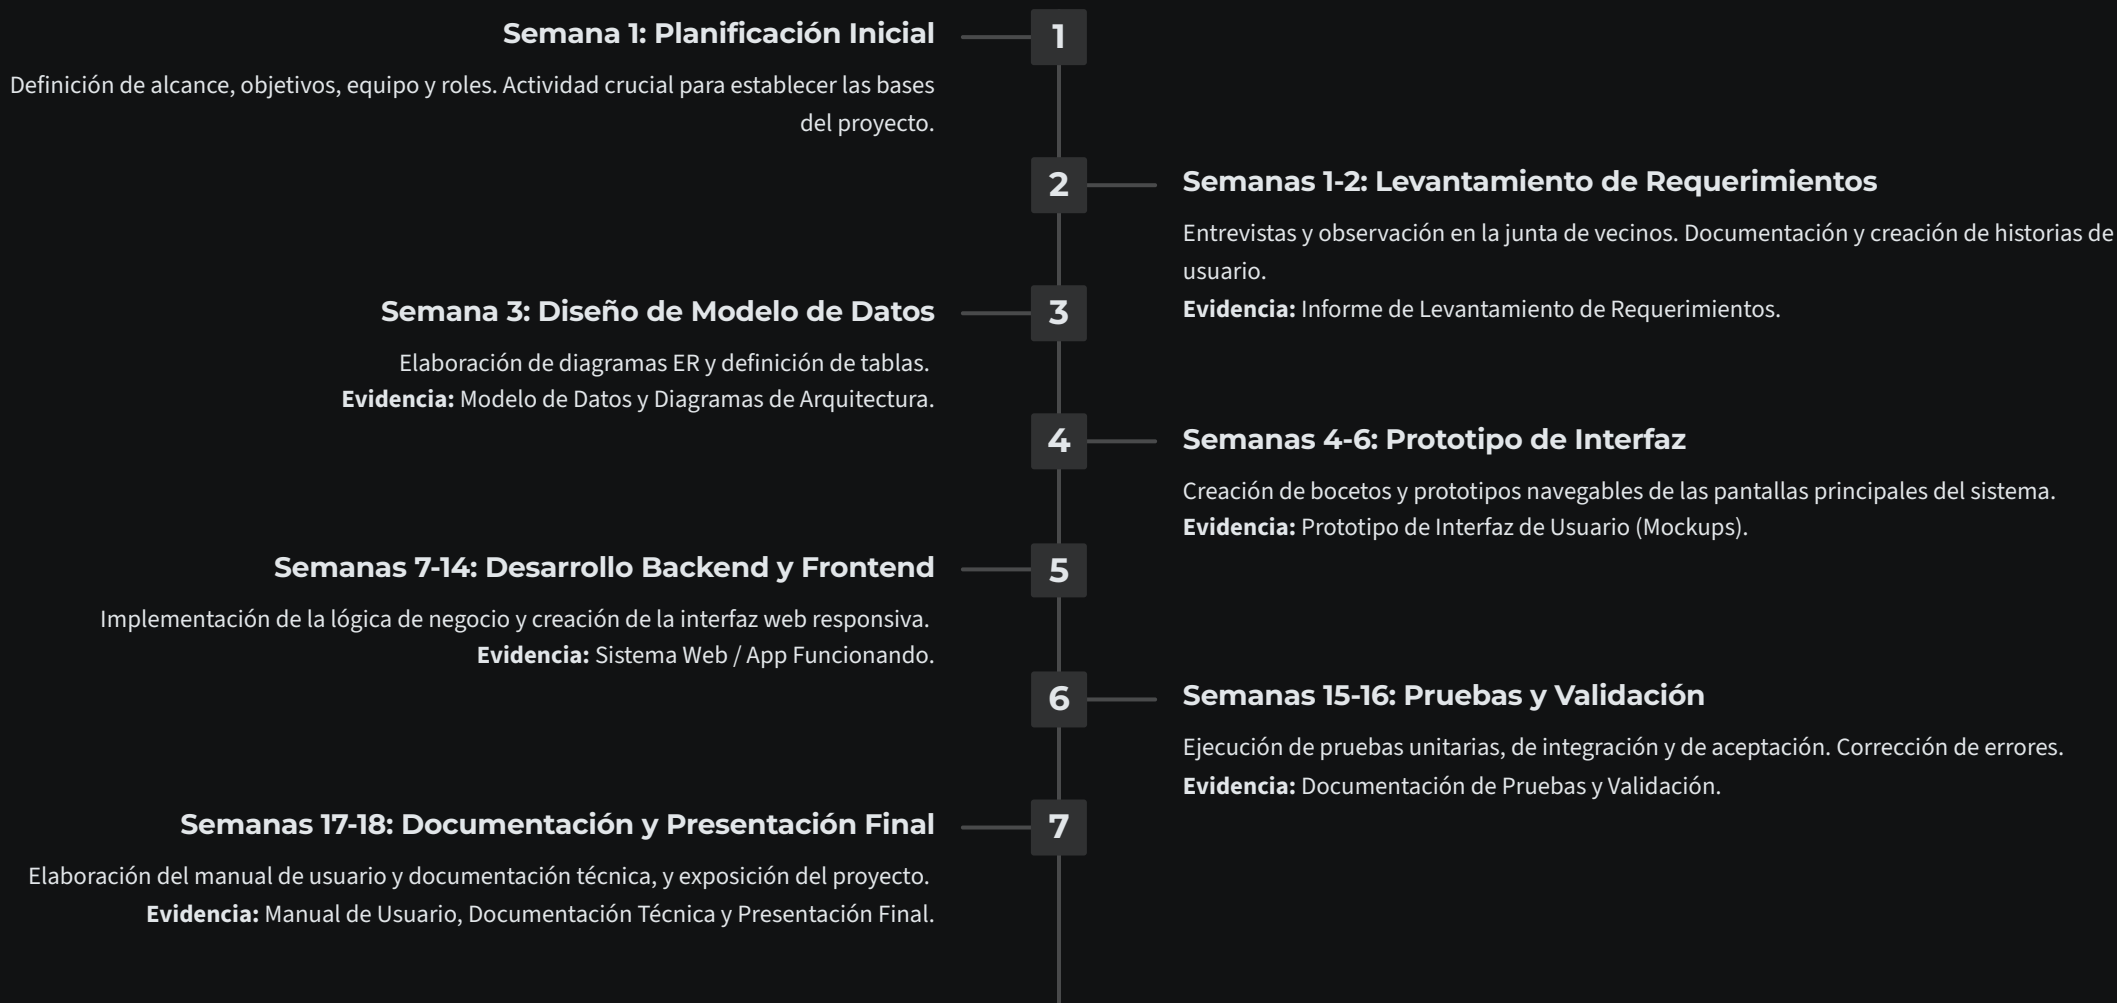 Semana 1: Planificación Inicial
1
Definición de alcance, objetivos, equipo y roles. Actividad crucial para establecer las bases
del proyecto.
2
Semanas 1-2: Levantamiento de Requerimientos
Entrevistas y observación en la junta de vecinos. Documentación y creación de historias de
usuario.
Evidencia: Informe de Levantamiento de Requerimientos.
Semana 3: Diseño de Modelo de Datos
3
Elaboración de diagramas ER y definición de tablas.
Evidencia: Modelo de Datos y Diagramas de Arquitectura.
4
Semanas 4-6: Prototipo de Interfaz
Creación de bocetos y prototipos navegables de las pantallas principales del sistema.
Evidencia: Prototipo de Interfaz de Usuario (Mockups).
Semanas 7-14: Desarrollo Backend y Frontend
5
Implementación de la lógica de negocio y creación de la interfaz web responsiva.
Evidencia: Sistema Web / App Funcionando.
6
Semanas 15-16: Pruebas y Validación
Ejecución de pruebas unitarias, de integración y de aceptación. Corrección de errores.
Evidencia: Documentación de Pruebas y Validación.
Semanas 17-18: Documentación y Presentación Final
7
Elaboración del manual de usuario y documentación técnica, y exposición del proyecto.
Evidencia: Manual de Usuario, Documentación Técnica y Presentación Final.